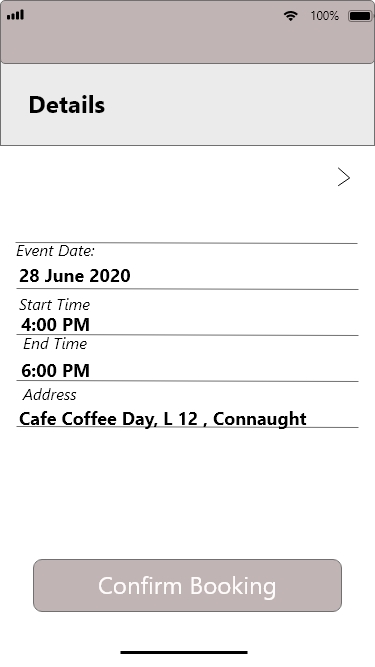 100%
Details
Event Date:
28 June 2020
Start Time
4:00 PM
End Time
6:00 PM
Address
Cafe Coffee Day, L 12 , Connaught
Confirm Booking